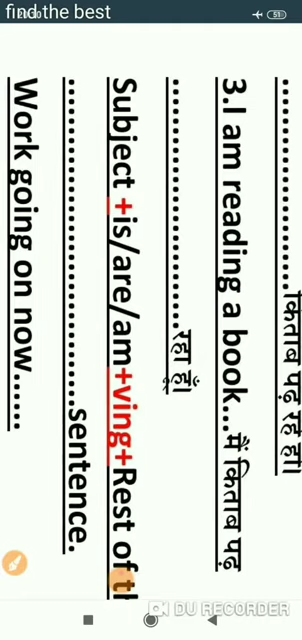 find the best
51
..............................किताब पढ़ रहे हो।
3.I am reading a book...मैं किताब पढ़
..............................रहा हूँ।
Subject +is/are/am+ving+Rest of
.......................................sentence.
Work going on now......
DU RECORDER